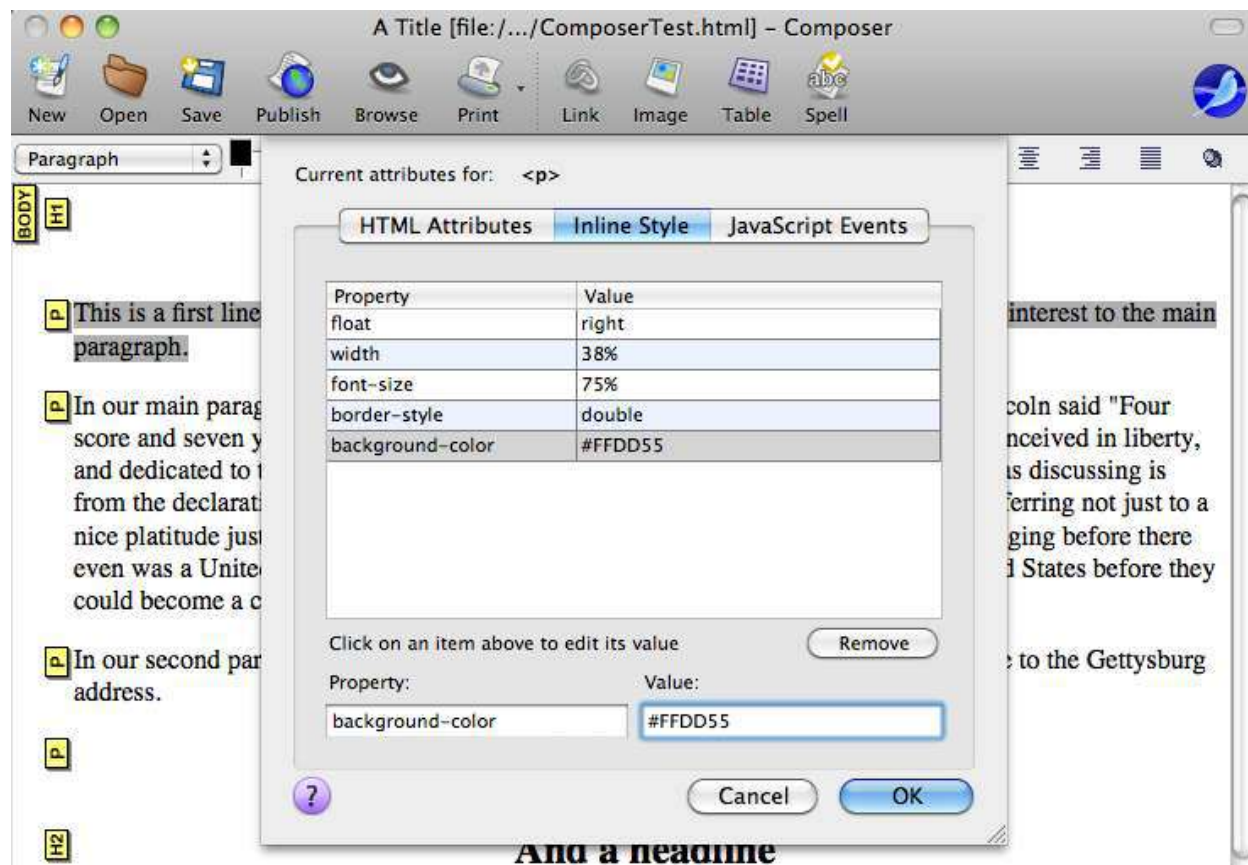 A Title [file:/.../ComposerTest.html] – Composer
New Open Save Publish Browse Print Link Image Table Spell
abc
Paragraph
Current attributes for: <p>
HTML Attributes Inline Style JavaScript Events
BODY
H1
Property Value
float right
width 38%
font-size 75%
border-style double
background-color #FFDD55
P
This is a first line interest to the main
paragraph.
P
In our main parag coln said "Four
score and seven y nceived in liberty,
and dedicated to t as discussing is
from the declarati ferring not just to a
nice platitude just ging before there
even was a Unite d States before they
could become a c
Click on an item above to edit its value Remove
P
In our second par e to the Gettysburg
address.
Property: Value:
background-color #FFDD55
P
? Cancel OK
H2
And a headline